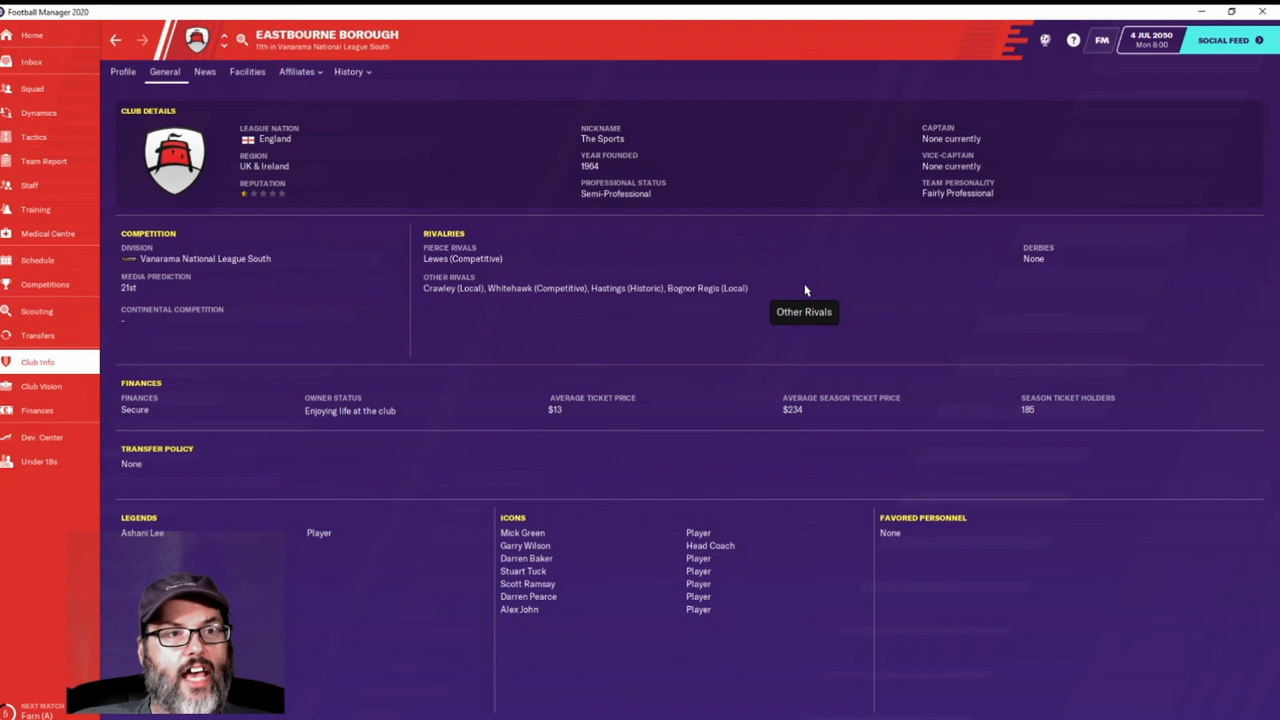 Football Manager 2020
Home
Inbox
Squad
Dynamics
Tactics
Team Report
Staff
Training
Medical Centre
Schedule
Competitions
Scouting
Transfers
Club Info
Club Vision
Finances
Dev. Center
Under 18s
5
NEXT MATCH
Farn (A)
EASTBOURNE BOROUGH
11th in Vanarama National League South
? FM
4 JUL 2050
Mon 8:00
SOCIAL FEED
Profile General News Facilities Affiliates History
CLUB DETAILS
LEAGUE NATION
England
REGION
UK & Ireland
REPUTATION
NICKNAME
The Sports
YEAR FOUNDED
1964
PROFESSIONAL STATUS
Semi-Professional
CAPTAIN
None currently
VICE-CAPTAIN
None currently
TEAM PERSONALITY
Fairly Professional
COMPETITION
DIVISION
Vanarama National League South
MEDIA PREDICTION
21st
CONTINENTAL COMPETITION
-
RIVALRIES
FIERCE RIVALS
Lewes (Competitive)
OTHER RIVALS
Crawley (Local), Whitehawk (Competitive), Hastings (Historic), Bognor Regis (Local)
Other Rivals
DERBIES
None
FINANCES
FINANCES
Secure
OWNER STATUS
Enjoying life at the club
AVERAGE TICKET PRICE
$13
AVERAGE SEASON TICKET PRICE
$234
SEASON TICKET HOLDERS
185
TRANSFER POLICY
None
LEGENDS
Ashani Lee Player
ICONS
Mick Green Player
Garry Wilson Head Coach
Darren Baker Player
Stuart Tuck Player
Scott Ramsay Player
Darren Pearce Player
Alex John Player
FAVORED PERSONNEL
None